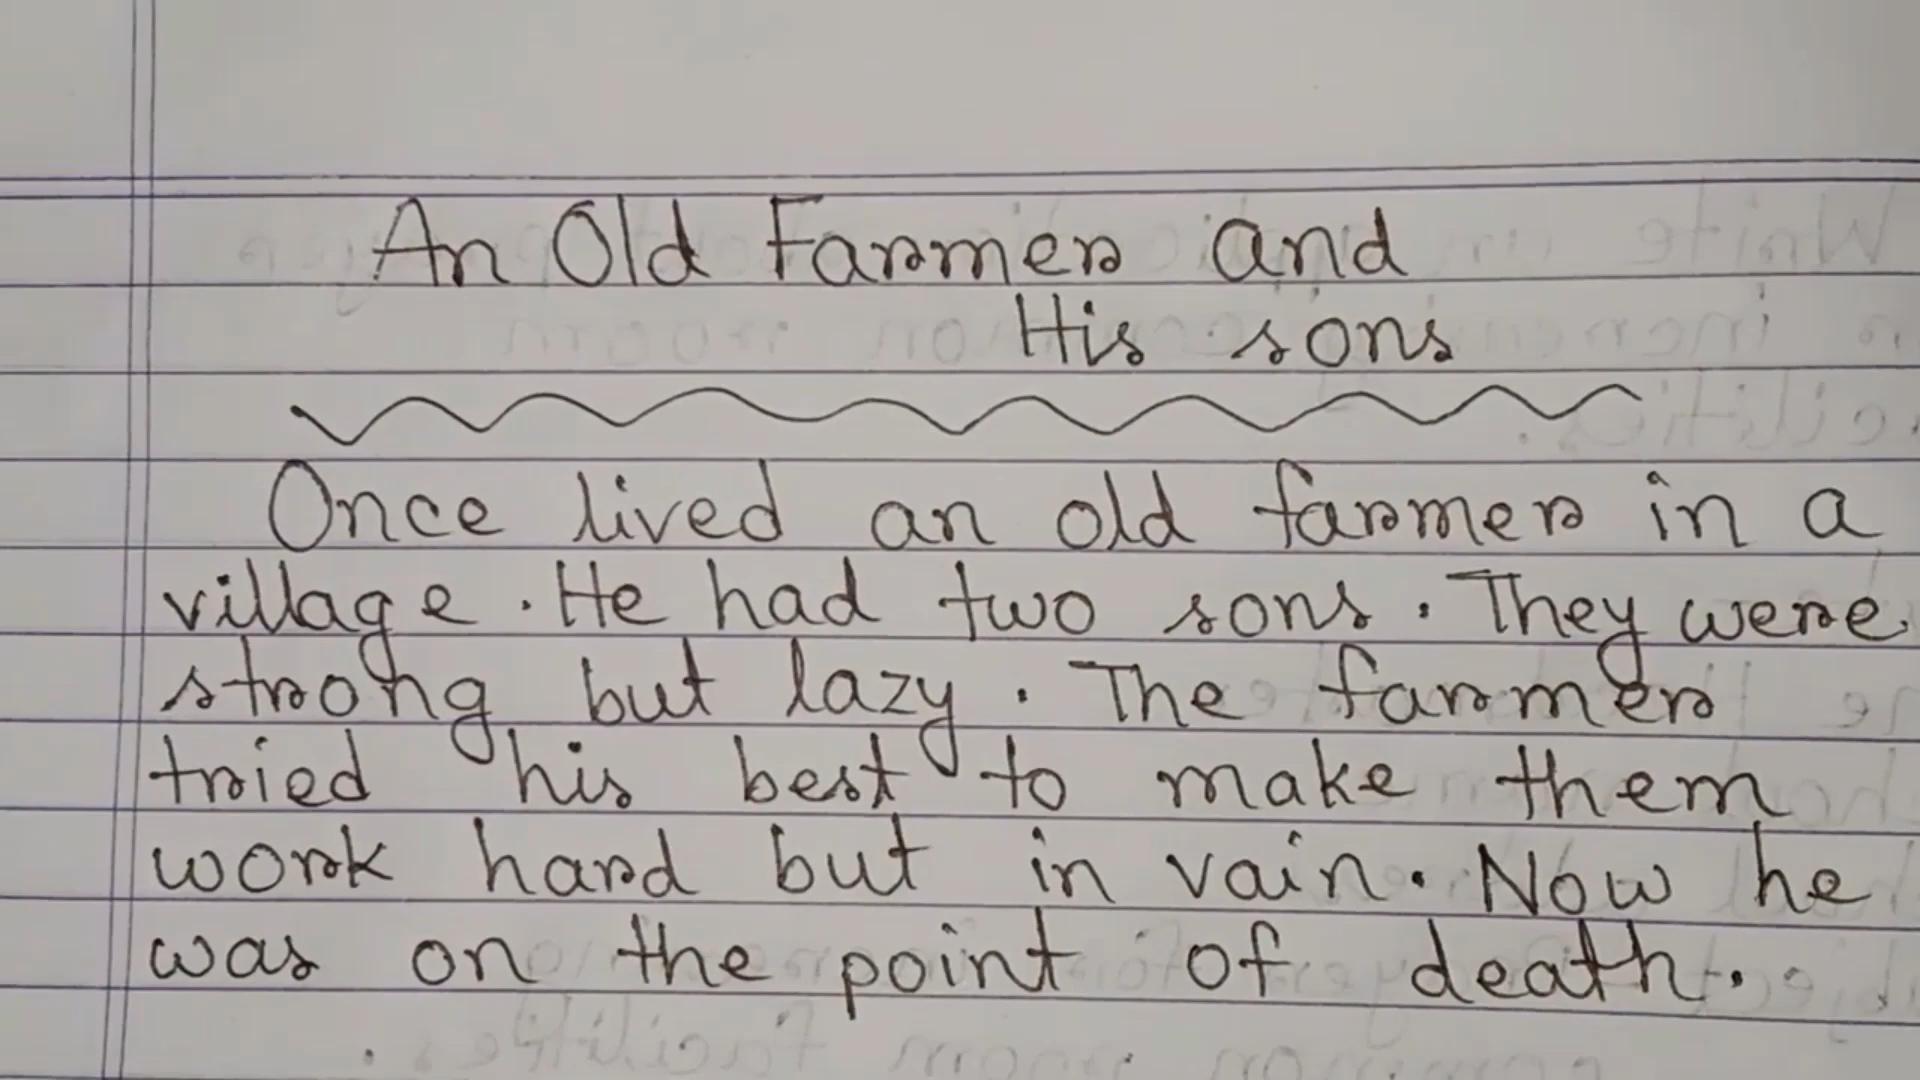 An Old Farmer and
His sons
Once lived an old farmer in a
village. He had two sons. They were
strong but lazy. The farmer
tried his best to make them
work hard but in vain. Now he
was on the point of death.